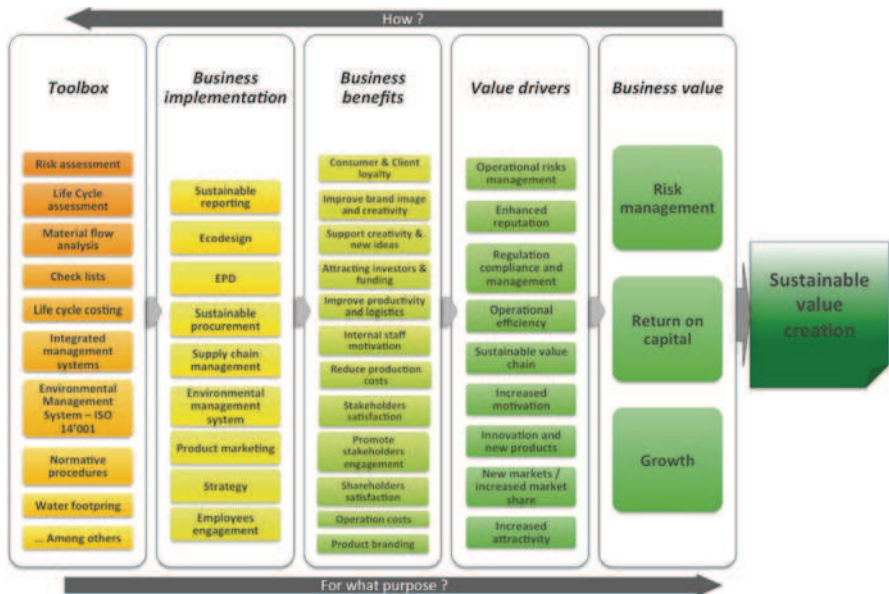 How ?
Toolbox
Risk assessment
Life Cycle
assessment
Material flow
analysis
Check lists
Life cycle costing
Integrated
management
systems
Environmental
Management
System – ISO
14'001
Normative
procedures
Water footpring
... Among others
Business
implementation
Sustainable
reporting
Ecodesign
EPD
Sustainable
procurement
Supply chain
management
Environmental
management
system
Product marketing
Strategy
Employees
engagement
Business
benefits
Consumer & Client
loyalty
Improve brand image
and creativity
Support creativity &
new ideas
Attracting investors &
funding
Improve productivity
and logistics
Internal staff
motivation
Reduce production
costs
Stakeholders
satisfaction
Promote
stakeholders
engagement
Shareholders
satisfaction
Operation costs
Product branding
Value drivers
Operational risks
management
Enhanced
reputation
Regulation
compliance and
management
Operational
efficiency
Sustainable value
chain
Increased
motivation
Innovation and
new products
New markets /
increased market
share
Increased
attractivity
Business value
Risk
management
Return on
capital
Growth
Sustainable
value
creation
For what purpose ?